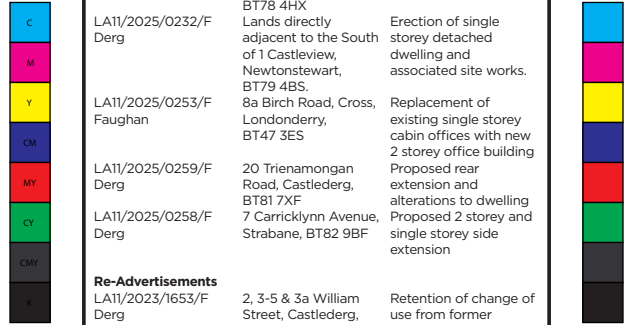 BT78 4HX
LA11/2025/0232/F Lands directly Erection of single
Derg adjacent to the South storey detached
of 1 Castleview, dwelling and
Newtonstewart, associated site works.
BT79 4BS.
LA11/2025/0253/F 8a Birch Road, Cross, Replacement of
Faughan Londonderry, existing single storey
BT47 3ES cabin offices with new
2 storey office building
LA11/2025/0259/F 20 Trienamongan Proposed rear
Derg Road, Castlederg, extension and
BT81 7XF alterations to dwelling
LA11/2025/0258/F 7 Carricklynn Avenue, Proposed 2 storey and
Derg Strabane, BT82 9BF single storey side
extension
Re-Advertisements
LA11/2023/1653/F 2, 3-5 & 3a William Retention of change of
Derg Street, Castlederg, use from former
C
M
Y
CM
MY
CY
CMY
K